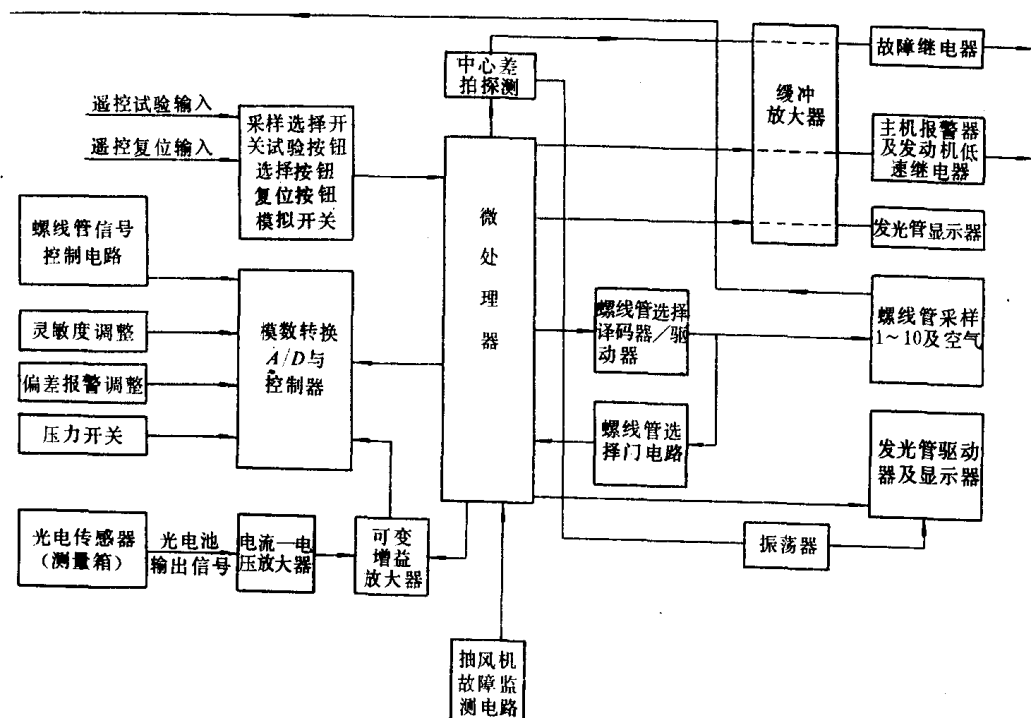 中心差
拍探测
缓冲
放大器
故障继电器
遥控试验输入
遥控复位输入
采样选择开
关试验按钮
选择按钮
复位按钮
模拟开关
主机报警器
及发动机低
速继电器
发光管显示器
螺线管信号
控制电路
微
处
理
器
灵敏度调整
偏差报警调整
压力开关
模数转换
A/D与
控制器
螺线管选择
译码器/驱
动器
螺线管采样
1~10及空气
螺线管选
择门电路
发光管驱动
器及显示器
光电传感器
(测量箱)
光电池
输出信号
电流一电
压放大器
可变
增益
放大器
振荡器
抽风机
故障监
测电路